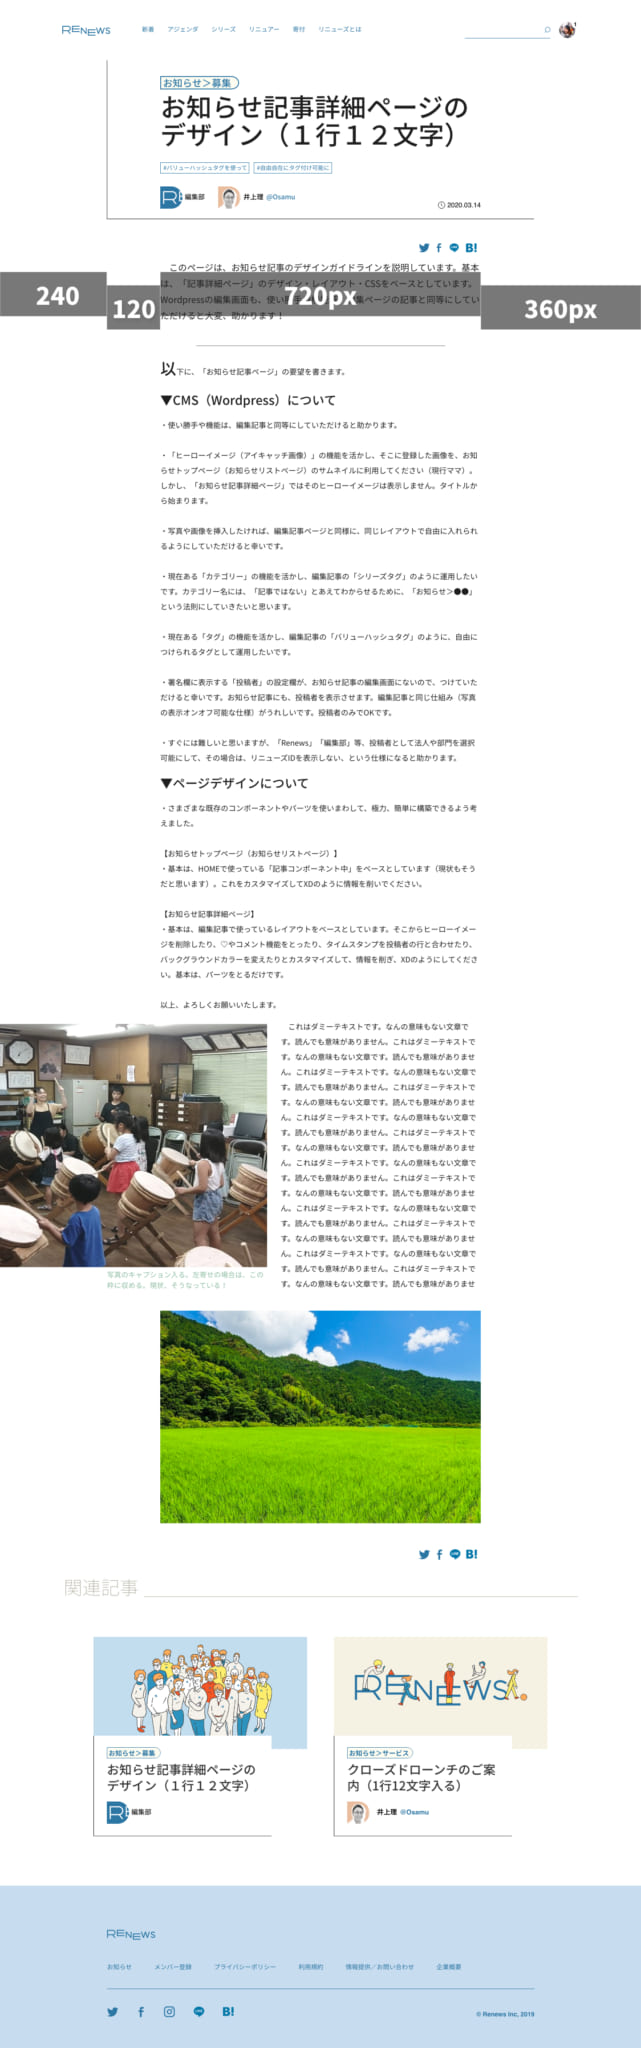 RENEWS 新着 アジェンダ シリーズ リニュアー 寄付 リニューズとは
1
お知らせ＞募集
お知らせ記事詳細ページの
デザイン（１行１２文字）
#バリューハッシュタグを使って #自由自在にタグ付け可能に
編集部 井上理 @Osamu
2020.03.14
B!
このページは、お知らせ記事のデザインガイドラインを説明しています。基本
は、「記事詳細ページ」のデザイン・レイアウト・CSSをベースとしています。
Wordpressの編集画面も、使い勝手
集ページの記事と同等にしてい
ただけると大変、助かります！
240
120
720px
360px
以下に、「お知らせ記事ページ」の要望を書きます。
▼CMS（Wordpress）について
・使い勝手や機能は、編集記事と同等にしていただけると助かります。
・「ヒーローイメージ（アイキャッチ画像）」の機能を活かし、そこに登録した画像を、お知
らせトップページ（お知らせリストページ）のサムネイルに利用してください（現行ママ）。
しかし、「お知らせ記事詳細ページ」ではそのヒーローイメージは表示しません。タイトルか
ら始まります。
・写真や画像を挿入したければ、編集記事ページと同様に、同じレイアウトで自由に入れられ
るようにしていただけると幸いです。
・現在ある「カテゴリー」の機能を活かし、編集記事の「シリーズタグ」のように運用したい
です。カテゴリー名には、「記事ではない」とあえてわからせるために、「お知らせ＞●●」
という法則にしていきたいと思います。
・現在ある「タグ」の機能を活かし、編集記事の「バリューハッシュタグ」のように、自由に
つけられるタグとして運用したいです。
・署名欄に表示する「投稿者」の設定欄が、お知らせ記事の編集画面にないので、つけていた
だけると幸いです。お知らせ記事にも、投稿者を表示させます。編集記事と同じ仕組み（写真
の表示オンオフ可能な仕様）がうれしいです。投稿者のみでOKです。
・すぐには難しいと思いますが、「Renews」「編集部」等、投稿者として法人や部門を選択
可能にして、その場合は、リニューズIDを表示しない、という仕様になると助かります。
▼ページデザインについて
・さまざまな既存のコンポーネントやパーツを使いまわして、極力、簡単に構築できるよう考
えました。
【お知らせトップページ（お知らせリストページ）】
・基本は、HOMEで使っている「記事コンポーネント中」をベースとしています（現状もそう
だと思います）。これをカスタマイズしてXDのように情報を削いでください。
【お知らせ記事詳細ページ】
・基本は、編集記事で使っているレイアウトをベースとしています。そこからヒーローイメー
ジを削除したり、♡やコメント機能をとったり、タイムスタンプを投稿者の行と合わせたり、
バックグラウンドカラーを変えたりとカスタマイズして、情報を削ぎ、XDのようにしてくださ
い。基本は、パーツをとるだけです。
以上、よろしくお願いいたします。
これはダミーテキストです。なんの意味もない文章で
す。読んでも意味がありません。これはダミーテキストで
す。なんの意味もない文章です。読んでも意味がありませ
ん。これはダミーテキストです。なんの意味もない文章で
す。読んでも意味がありません。これはダミーテキストで
す。なんの意味もない文章です。読んでも意味がありませ
ん。これはダミーテキストです。なんの意味もない文章で
す。読んでも意味がありません。これはダミーテキストで
す。なんの意味もない文章です。読んでも意味がありませ
ん。これはダミーテキストです。なんの意味もない文章で
す。読んでも意味がありません。これはダミーテキストで
す。なんの意味もない文章です。読んでも意味がありませ
ん。これはダミーテキストです。なんの意味もない文章で
す。読んでも意味がありません。これはダミーテキストで
す。なんの意味もない文章です。読んでも意味がありませ
ん。これはダミーテキストです。なんの意味もない文章で
す。読んでも意味がありません。これはダミーテキストで
す。なんの意味もない文章です。読んでも意味がありませ
写真のキャプション入る。左寄せの場合は、この
枠に収める。現状、そうなっている！
B!
関連記事
RENEWS
お知らせ＞募集
お知らせ記事詳細ページの
デザイン（１行１２文字）
編集部
お知らせ＞サービス
クローズドローンチのご案
内（1行12文字入る）
井上理 @Osamu
RENEWS
お知らせ メンバー登録 プライバシーポリシー 利用規約 情報提供／お問い合わせ 企業概要
B!
© Renews Inc, 2019